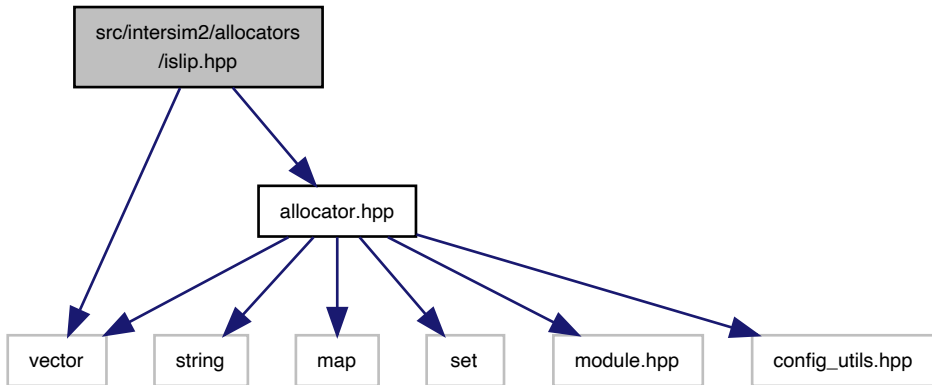 src/intersim2/allocators
/islip.hpp
allocator.hpp
vector
string
map
set
module.hpp
config_utils.hpp